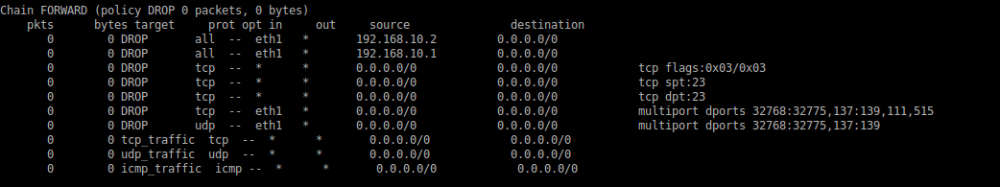 Chain FORWARD (policy DROP 0 packets, 0 bytes)
pkts bytes target prot opt in out source destination
0 0 DROP all -- eth1 * 192.168.10.2 0.0.0.0/0
0 0 DROP all -- eth1 * 192.168.10.1 0.0.0.0/0
0 0 DROP tcp -- * * 0.0.0.0/0 0.0.0.0/0 tcp flags:0x03/0x03
0 0 DROP tcp -- * * 0.0.0.0/0 0.0.0.0/0 tcp spt:23
0 0 DROP tcp -- * * 0.0.0.0/0 0.0.0.0/0 tcp dpt:23
0 0 DROP tcp -- eth1 * 0.0.0.0/0 0.0.0.0/0 multiport dports 32768:32775,137:139,111,515
0 0 DROP udp -- eth1 * 0.0.0.0/0 0.0.0.0/0 multiport dports 32768:32775,137:139
0 0 tcp_traffic tcp -- * * 0.0.0.0/0 0.0.0.0/0
0 0 udp_traffic udp -- * * 0.0.0.0/0 0.0.0.0/0
0 0 icmp_traffic icmp -- * * 0.0.0.0/0 0.0.0.0/0